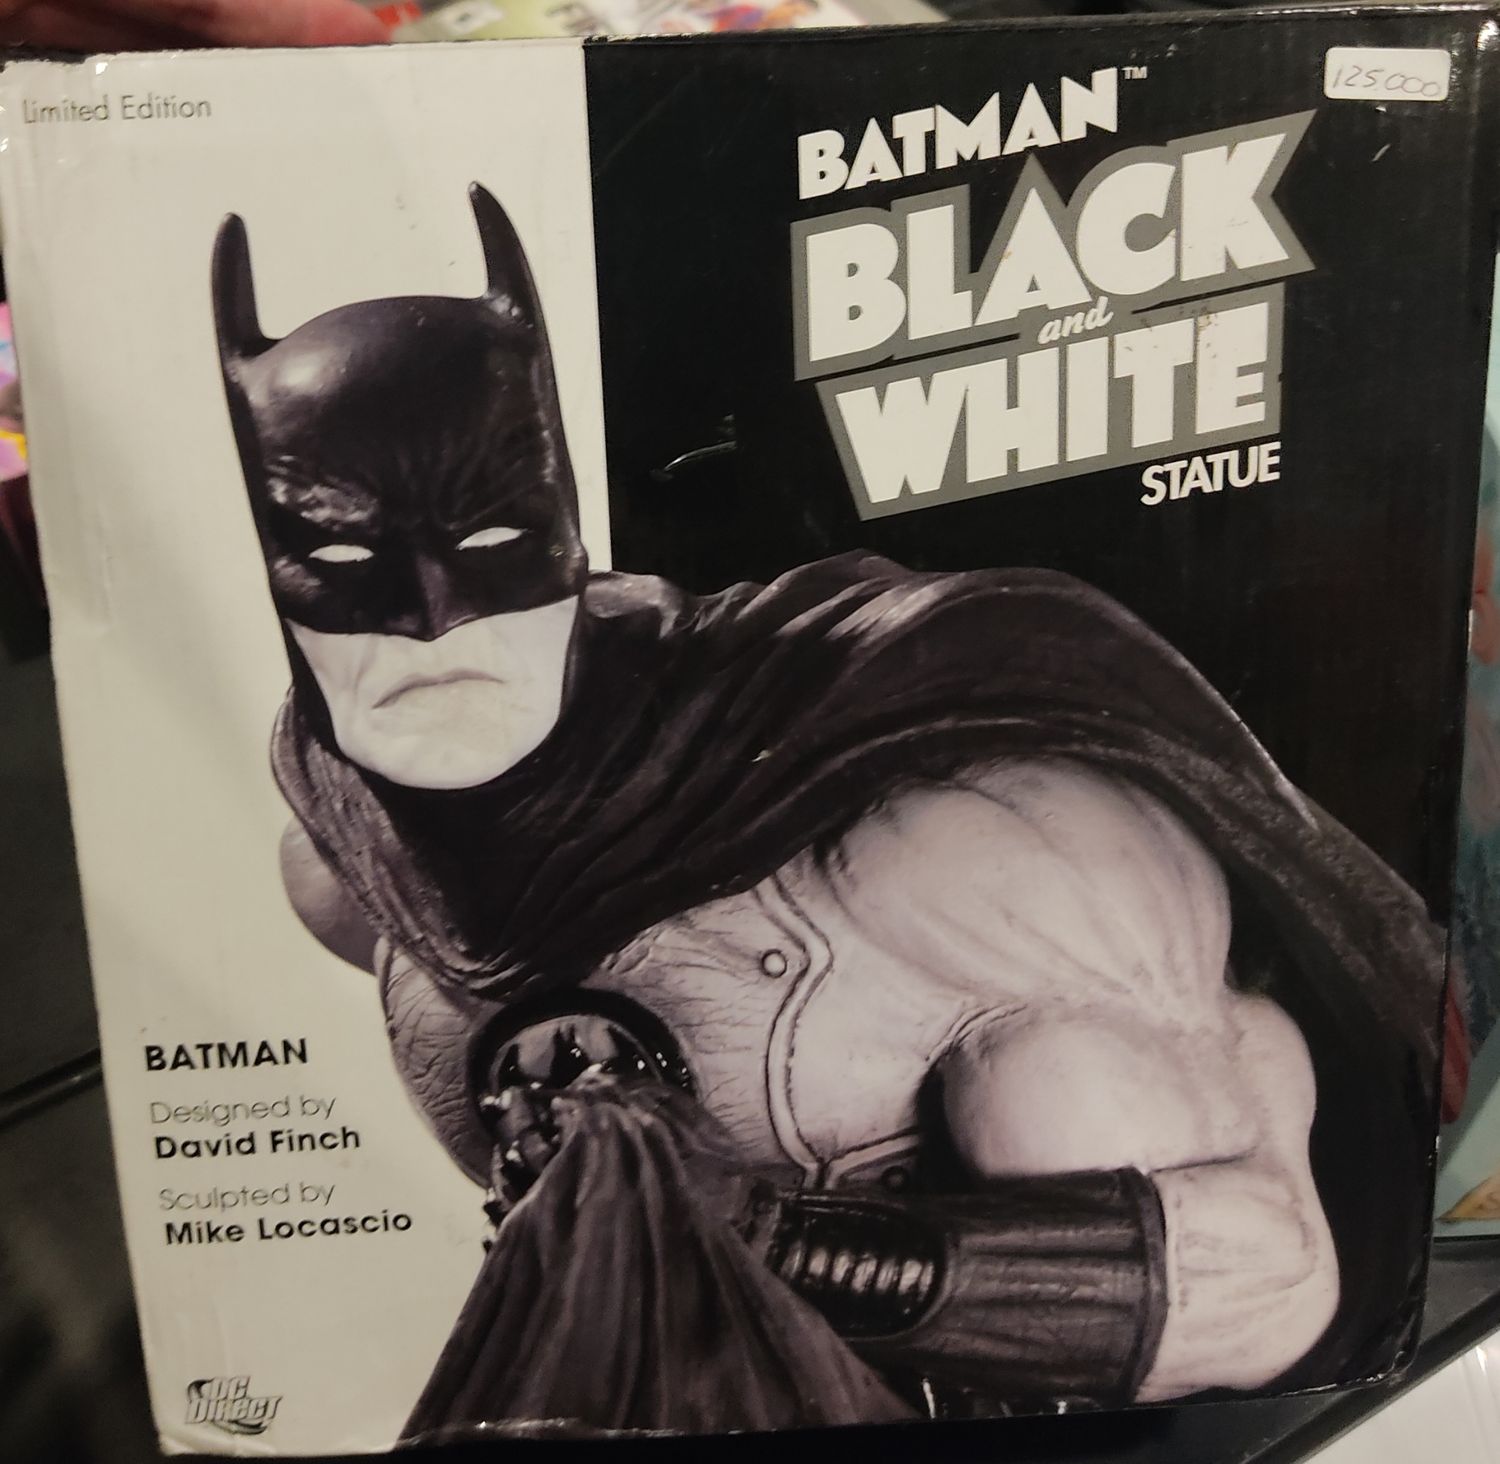 Limited Edition
125.000
BATMAN™
BLACK
and
WHITE
STATUE
BATMAN
Designed by
David Finch
Sculpted by
Mike Locascio
DC
DIRECT